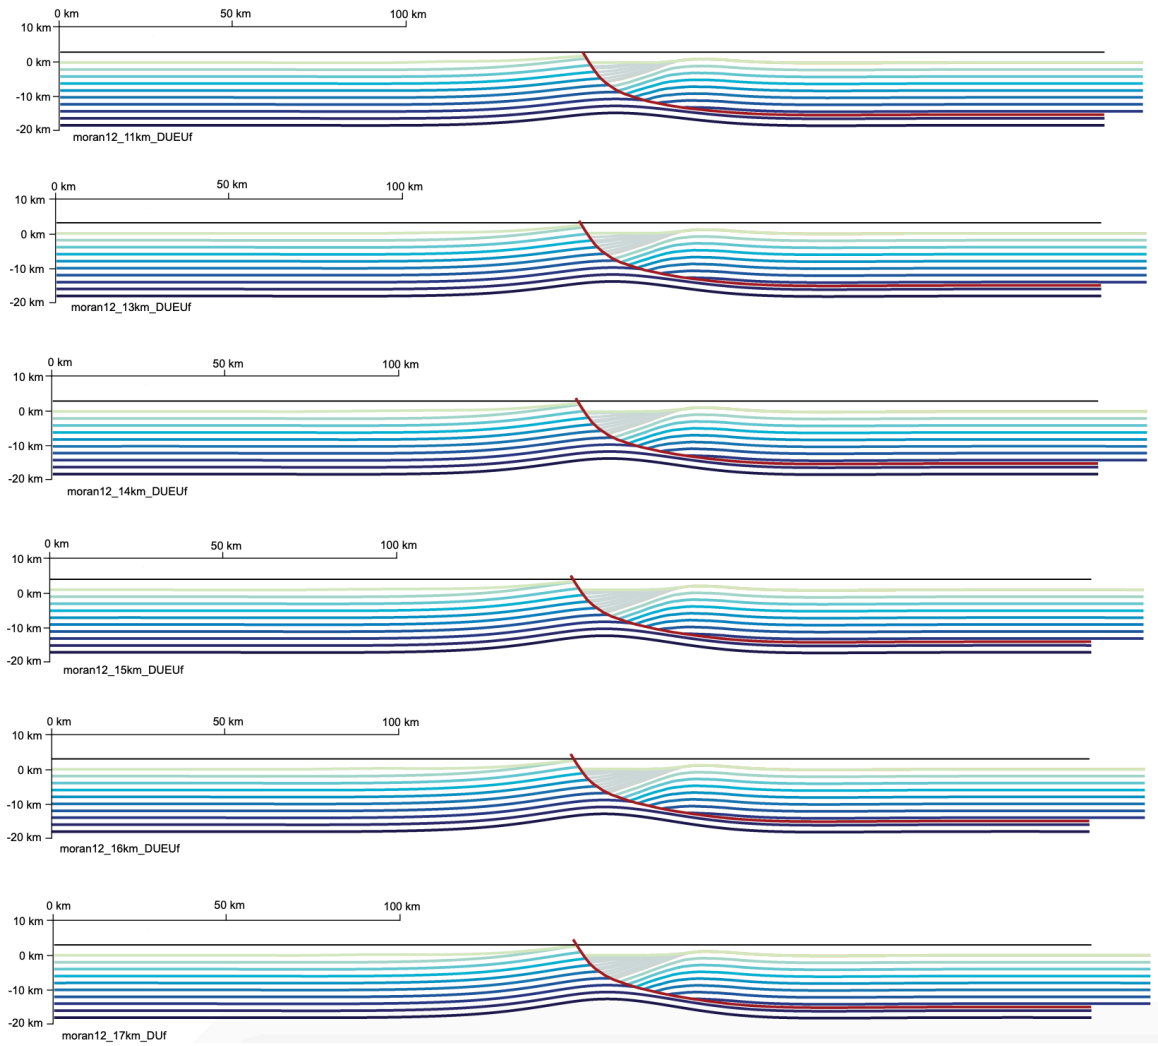 0 km 50 km 100 km
10 km
0 km
-10 km
-20 km
moran12_11km_DUEUf
0 km 50 km 100 km
10 km
0 km
-10 km
-20 km
moran12_13km_DUEUf
0 km 50 km 100 km
10 km
0 km
-10 km
-20 km
moran12_14km_DUEUf
0 km 50 km 100 km
10 km
0 km
-10 km
-20 km
moran12_15km_DUEUf
0 km 50 km 100 km
10 km
0 km
-10 km
-20 km
moran12_16km_DUEUf
0 km 50 km 100 km
10 km
0 km
-10 km
-20 km
moran12_17km_DUf